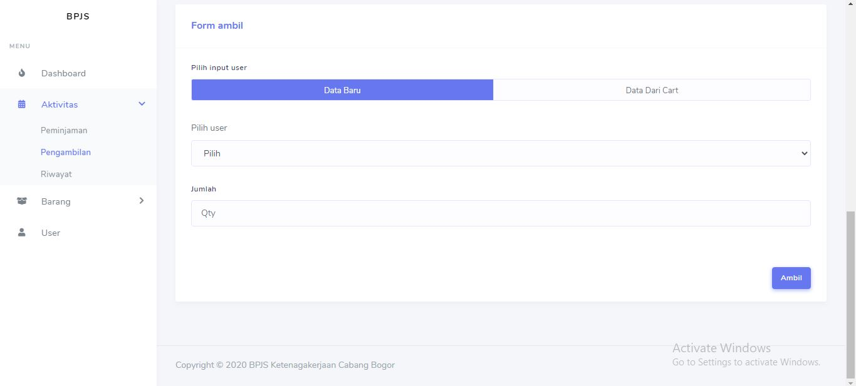 BPJS
MENU
Dashboard
Aktivitas
Peminjaman
Pengambilan
Riwayat
Barang
User
Form ambil
Pilih input user
Data Baru
Data Dari Cart
Pilih user
Pilih
Jumlah
Qty
Ambil
Activate Windows
Go to Settings to activate Windows.
Copyright © 2020 BPJS Ketenagakerjaan Cabang Bogor